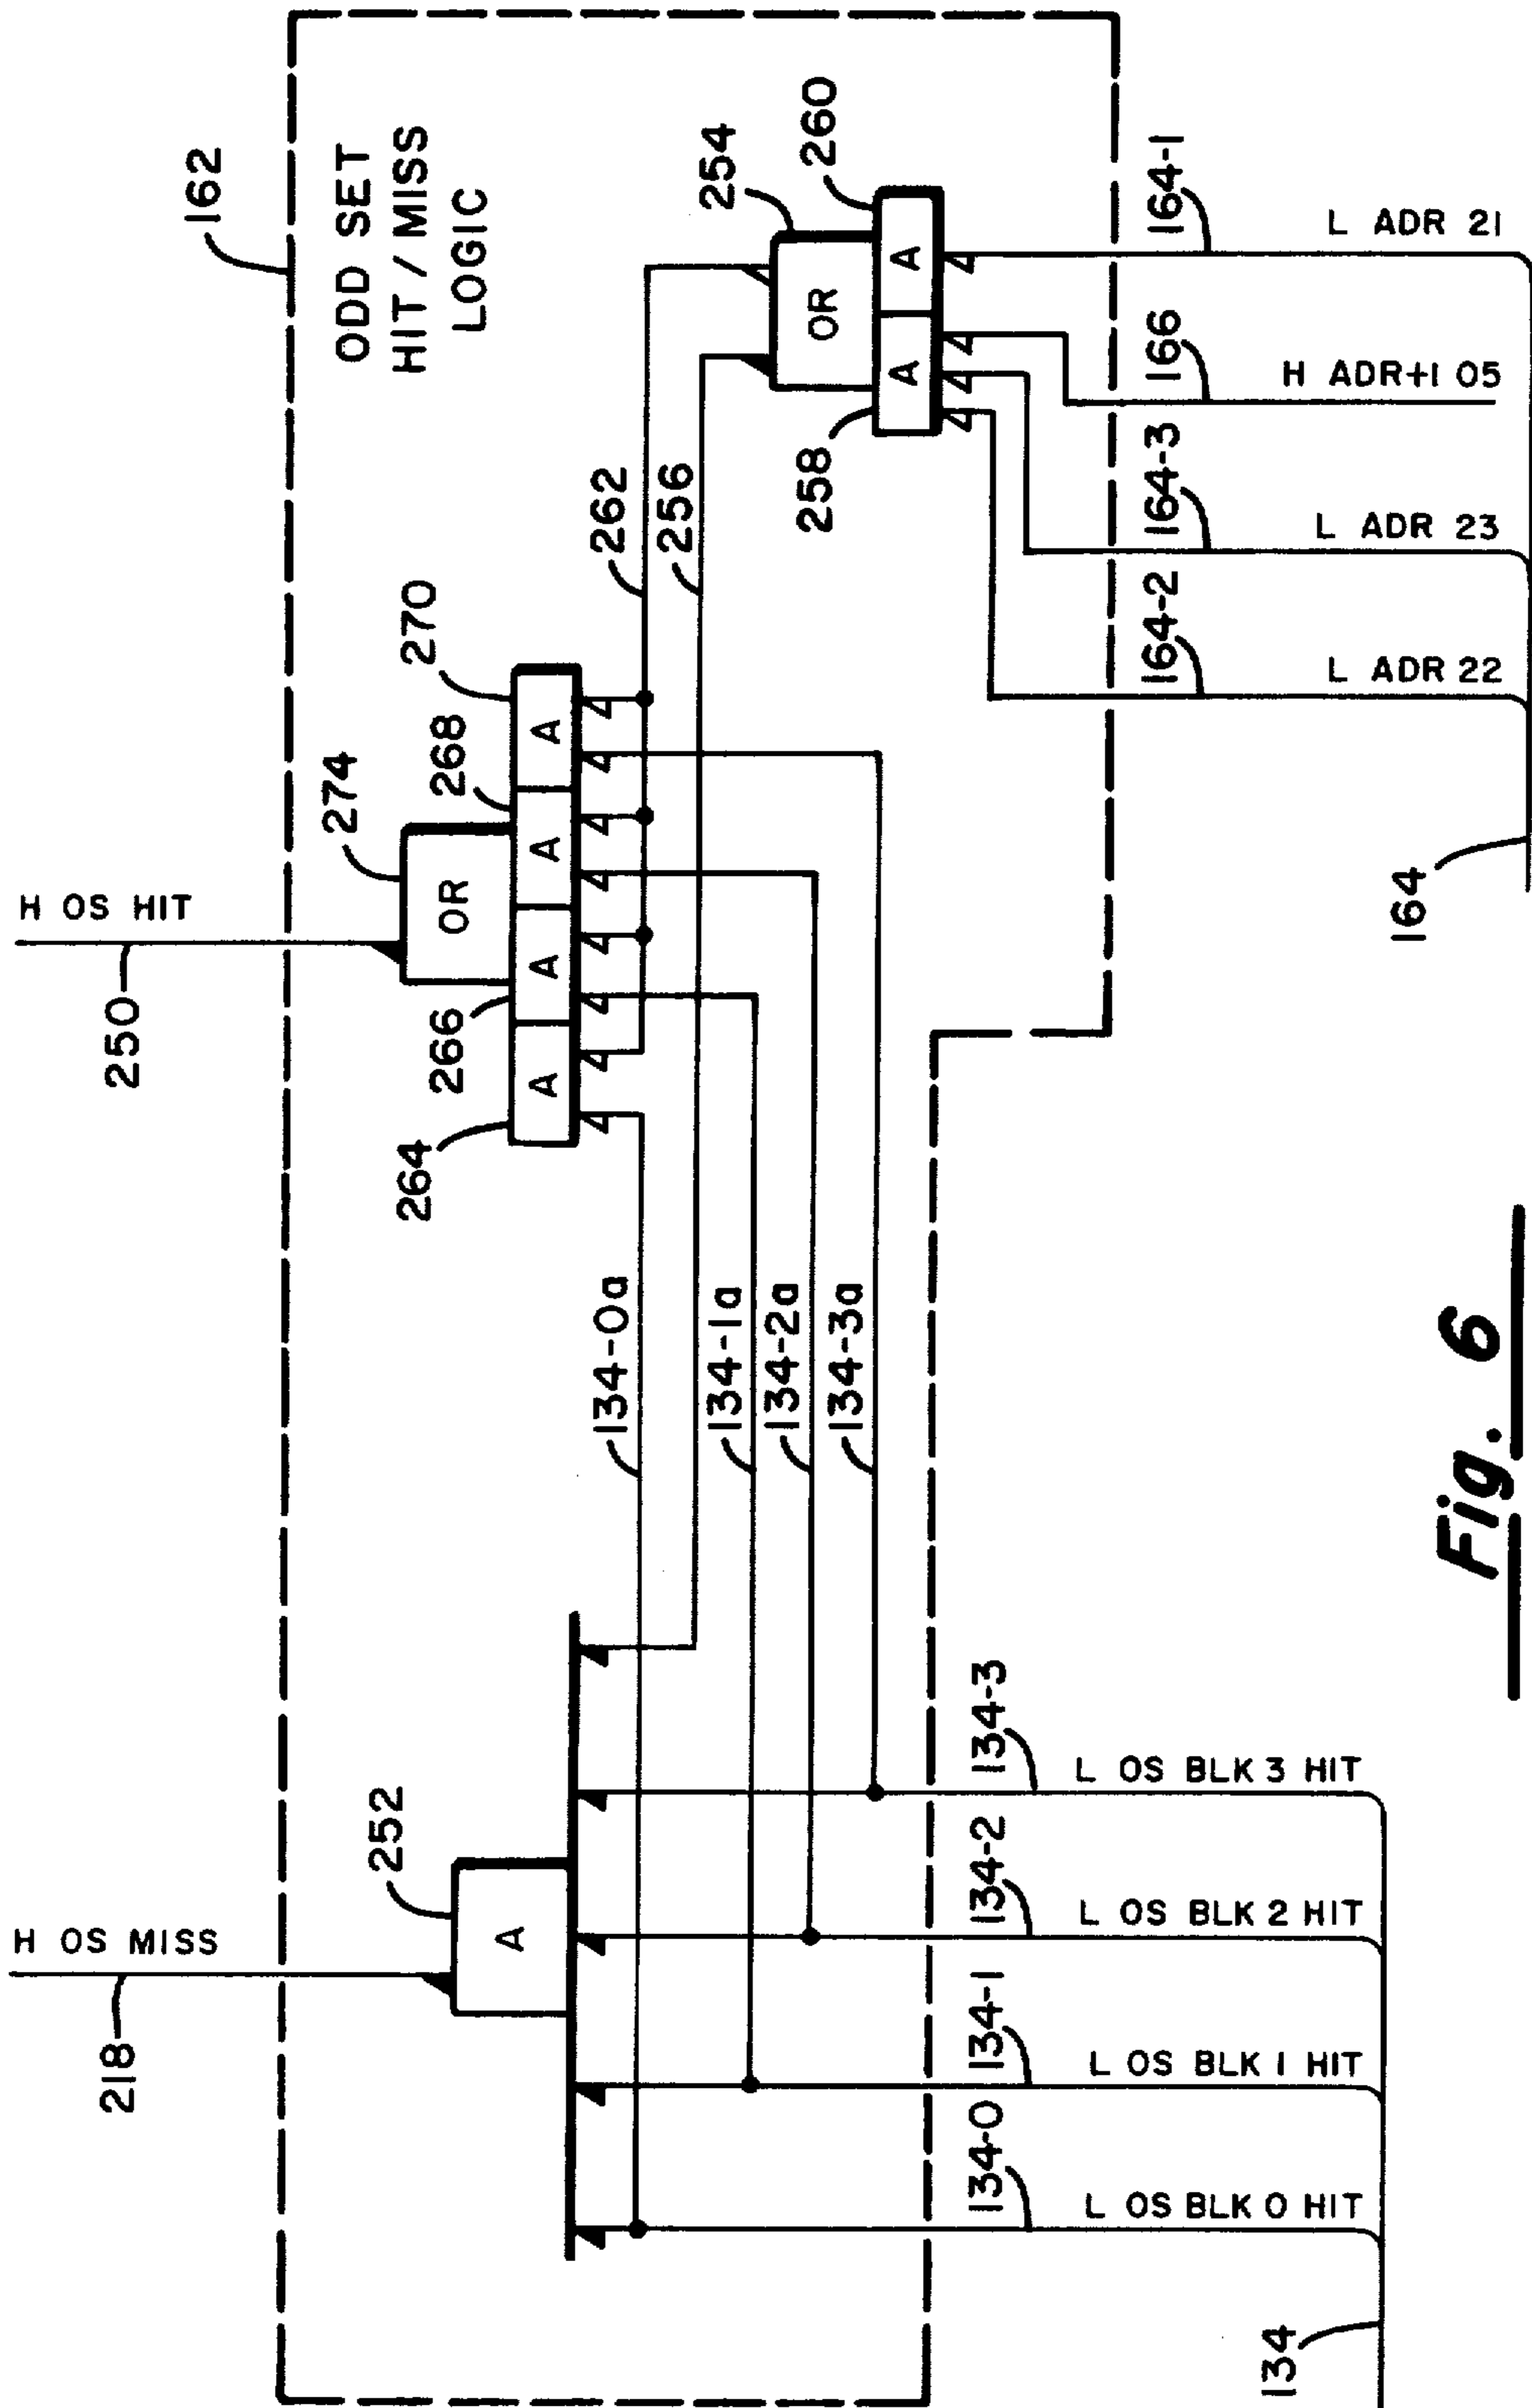 H OS MISS
218
H OS HIT
250
162
ODD SET
HIT / MISS
LOGIC
252
A
274
OR
264
266
268
270
A
A
A
A
262
256
254
OR
258
260
A
A
134-0a
134-1a
134-2a
134-3a
134-0
134-1
134-2
134-3
L OS BLK 0 HIT
L OS BLK 1 HIT
L OS BLK 2 HIT
L OS BLK 3 HIT
134
164-2
164-3
166
164-1
L ADR 22
L ADR 23
H ADR+1 05
L ADR 21
164
Fig. 6